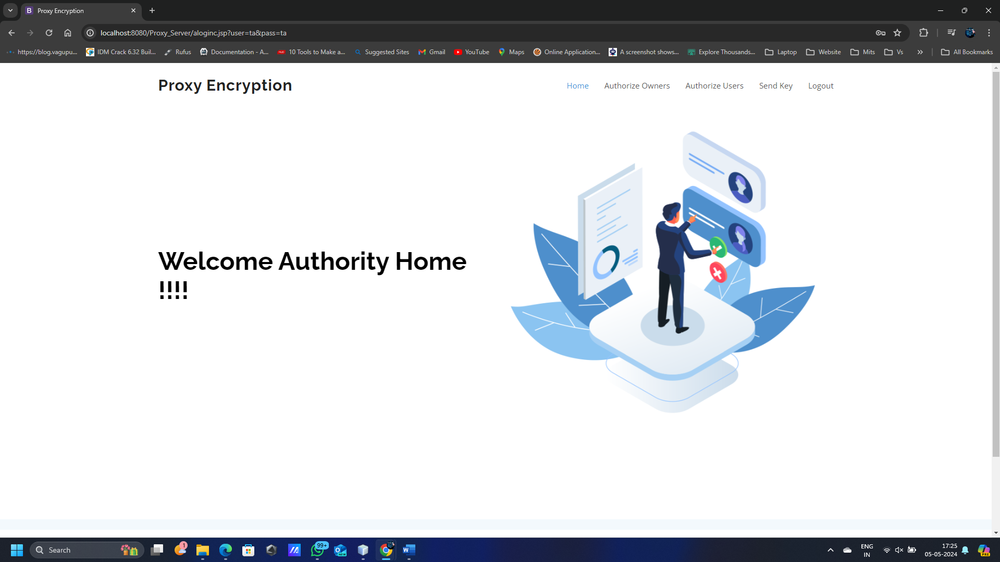 Proxy Encryption
localhost:8080/Proxy_Server/aloginc.jsp?user=ta&pass=ta
https://blog.vagupu... IDM Crack 6.32 Buil... Rufus Documentation - A... 10 Tools to Make a... Suggested Sites Gmail YouTube Maps Online Application... A screenshot shows... Explore Thousands... Laptop Website Mits Vs All Bookmarks
Proxy Encryption Home Authorize Owners Authorize Users Send Key Logout
Welcome Authority Home
!!!!
Search 1 99+ NEW PRE
ENG
IN
17:25
05-05-2024